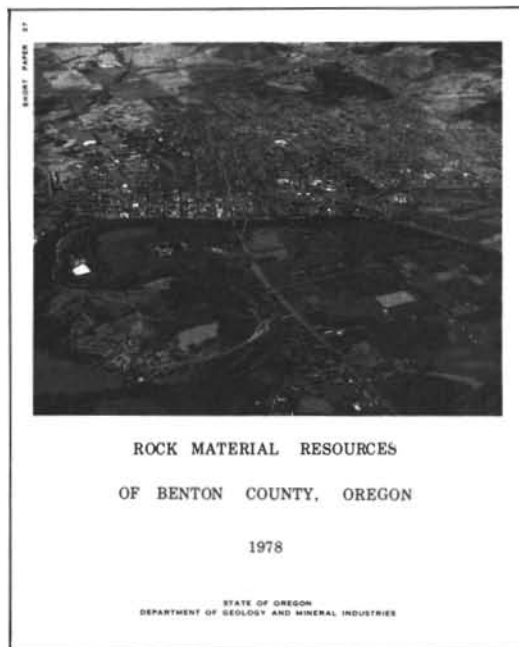 SHORT PAPER 27
ROCK MATERIAL RESOURCES
OF BENTON COUNTY, OREGON
1978
STATE OF OREGON
DEPARTMENT OF GEOLOGY AND MINERAL INDUSTRIES